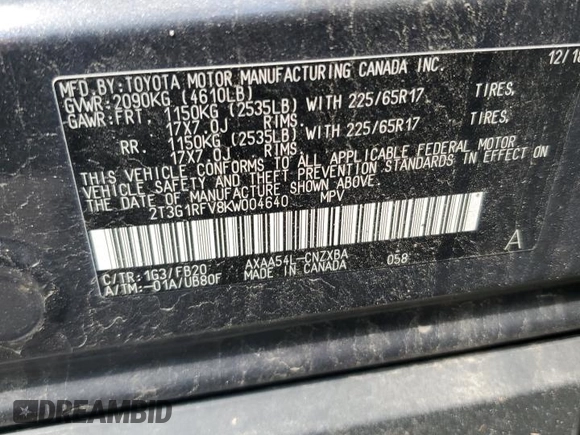 MFD.BY:TOYOTA MOTOR MANUFACTURING CANADA INC. 12/18
GVWR:2090KG (4610LB)
GAWR:FRT. 1150KG (2535LB) WITH 225/65R17 TIRES,
17X7.0J RIMS.
RR. 1150KG (2535LB) WITH 225/65R17 TIRES,
17X7.0J RIMS.
THIS VEHICLE CONFORMS TO ALL APPLICABLE FEDERAL MOTOR
VEHICLE SAFETY AND THEFT PREVENTION STANDARDS IN EFFECT ON
THE DATE OF MANUFACTURE SHOWN ABOVE.
2T3G1RFV8KW004640 MPV
C/TR:1G3/FB20 AXAA54L-CNZXBA 058 A
A/TM:-01A/UB80F MADE IN CANADA
DREAMBID